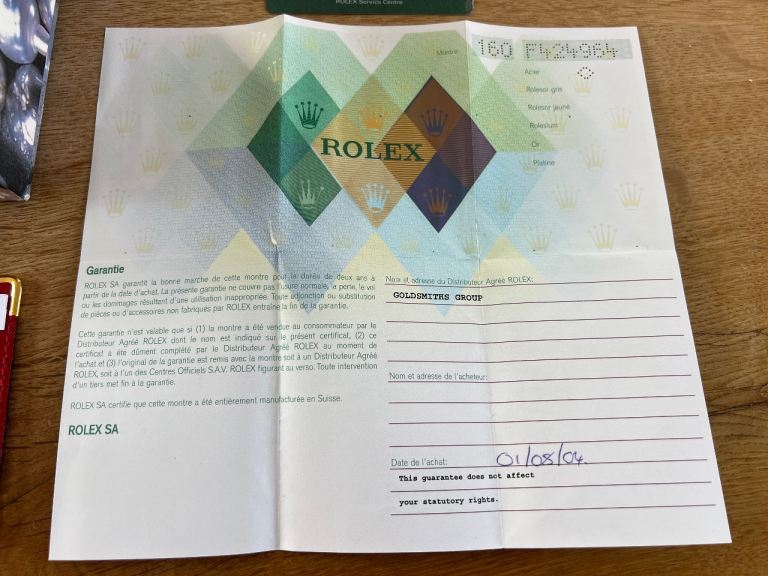 ROLEX Service Centre
Montre 160 F424964
Acier
Rolesor gris
Rolesor jaune
Rolesium
Or
Platine
ROLEX
Garantie
ROLEX SA garantit la bonne marche de cette montre pour la durée de deux ans à
partir de la date d'achat. La présente garantie ne couvre pas l'usure normale, la perte, le vol
ou les dommages résultant d'une utilisation inappropriée. Toute adjonction ou substitution
de pièces ou d'accessoires non fabriqués par ROLEX entraîne la fin de la garantie.
Cette garantie n'est valable que si (1) la montre a été vendue au consommateur par le
Distributeur Agréé ROLEX dont le nom est indiqué sur le présent certificat, (2) ce
certificat a été dûment complété par le Distributeur Agréé ROLEX au moment de
l'achat et (3) l'original de la garantie est remis avec la montre soit à un Distributeur Agréé
ROLEX, soit à l'un des Centres Officiels S.A.V. ROLEX figurant au verso. Toute intervention
d'un tiers met fin à la garantie.
ROLEX SA certifie que cette montre a été entièrement manufacturée en Suisse.
ROLEX SA
Nom et adresse du Distributeur Agréé ROLEX:
GOLDSMITHS GROUP
Nom et adresse de l'acheteur:
Date de l'achat: 01/08/04.
This guarantee does not affect
your statutory rights.